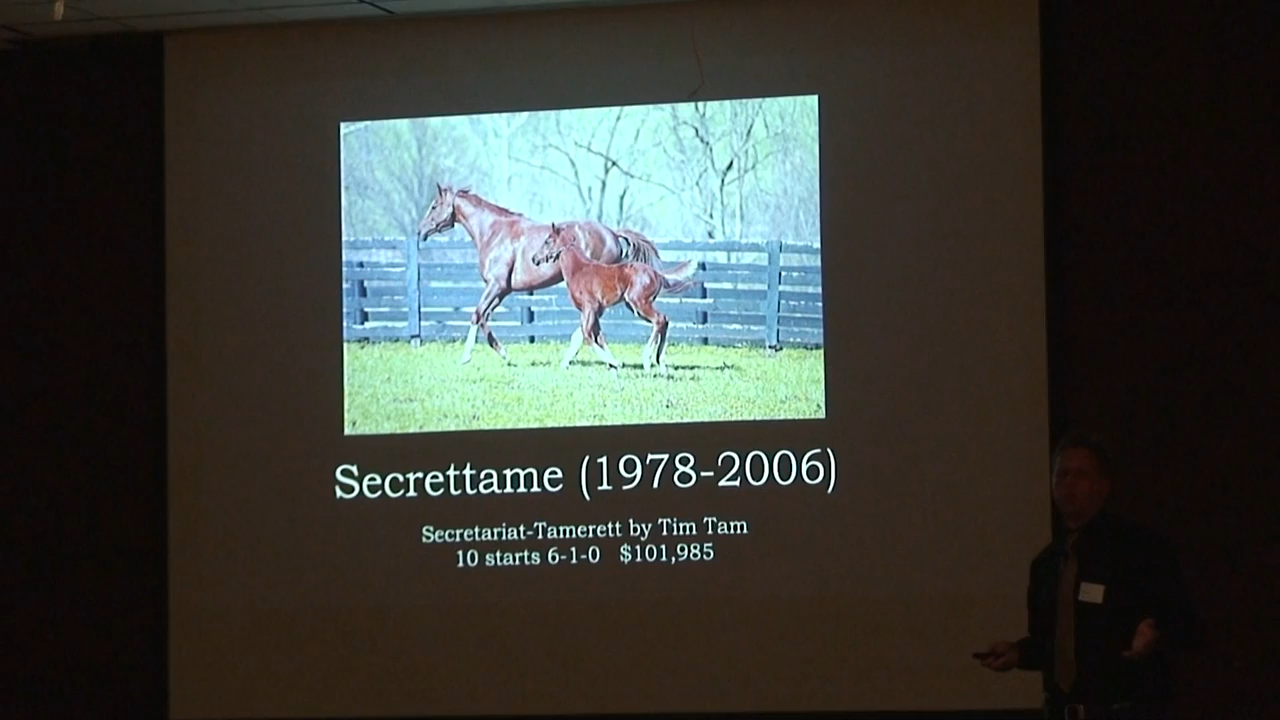 Secrettame (1978-2006)
Secretariat-Tamerett by Tim Tam
10 starts 6-1-0 $101,985